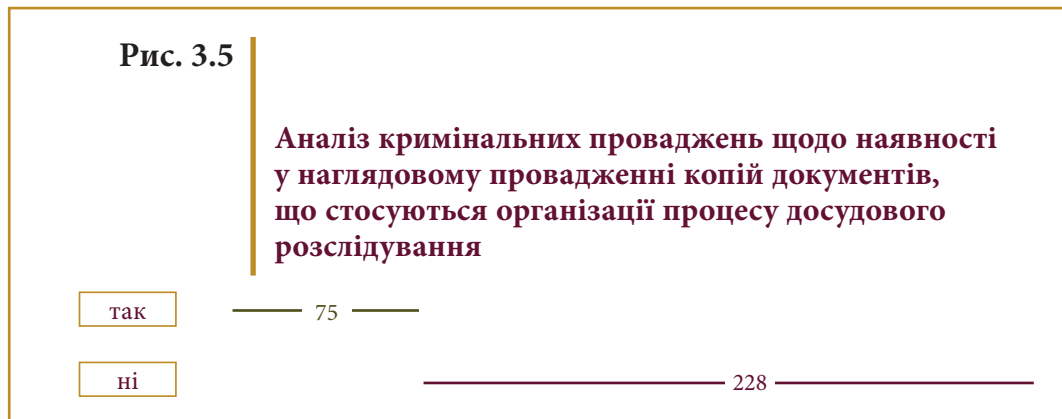 Рис. 3.5
Аналіз кримінальних проваджень щодо наявності
у наглядовому провадженні копій документів,
що стосуються організації процесу досудового
розслідування
так 75
ні 228